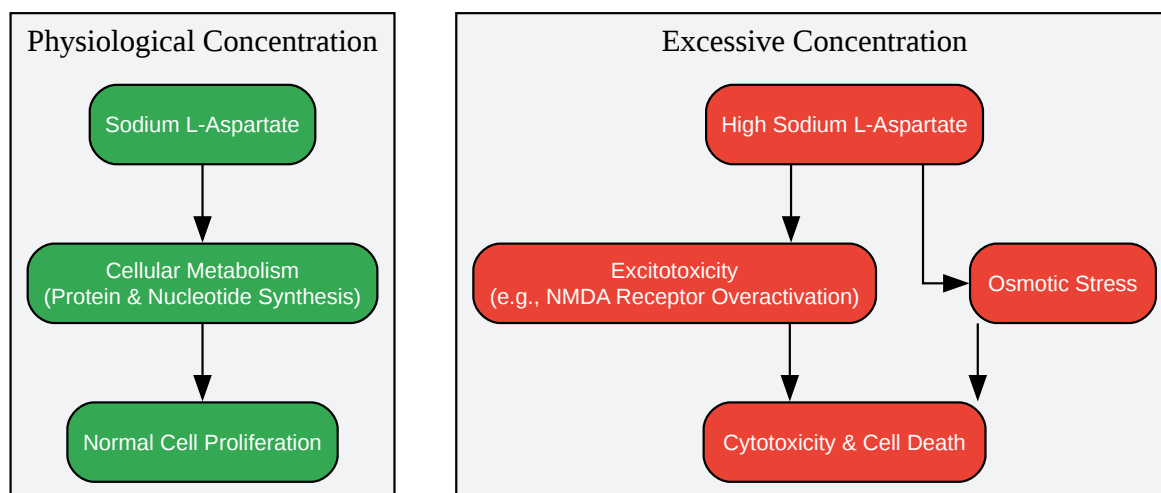 Physiological Concentration
Sodium L-Aspartate
Cellular Metabolism
(Protein & Nucleotide Synthesis)
Normal Cell Proliferation
Excessive Concentration
High Sodium L-Aspartate
Excitotoxicity
(e.g., NMDA Receptor Overactivation)
Osmotic Stress
Cytotoxicity & Cell Death